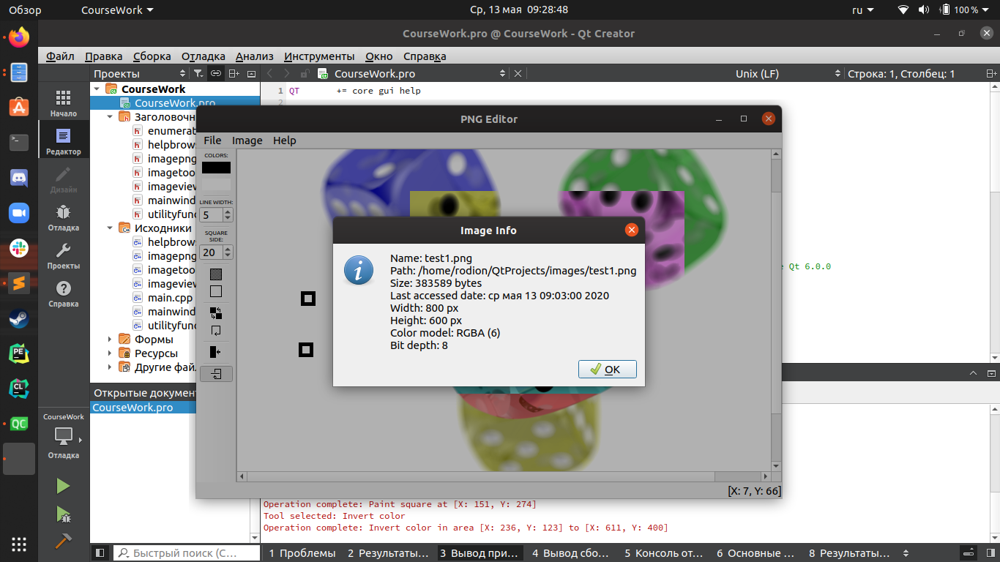 Обзор
CourseWork
Ср, 13 мая 09:28:48
ru
100 %
CourseWork.pro @ CourseWork - Qt Creator
Файл Правка Сборка Отладка Анализ Инструменты Окно Справка
Проекты
CourseWork.pro
Unix (LF)
Строка: 1, Столбец: 1
Начало
Редактор
Дизайн
Отладка
Проекты
Справка
CourseWork
Отладка
CourseWork
CourseWork.pro
Заголовочн
enumerat
helpbrow
imagepng
imagetoo
imageview
mainwind
utilityfunc
Исходники
helpbrow
imagepng
imagetoo
imageview
main.cpp
mainwind
utilityfunc
Формы
Ресурсы
Другие фай
Открытые документ
CourseWork.pro
1 QT += core gui help
2
e Qt 6.0.0
PNG Editor
File Image Help
COLORS:
LINE WIDTH:
5
SQUARE
SIDE:
20
[X: 7, Y: 66]
Image Info
Name: test1.png
Path: /home/rodion/QtProjects/images/test1.png
Size: 383589 bytes
Last accessed date: ср мая 13 09:03:00 2020
Width: 800 px
Height: 600 px
Color model: RGBA (6)
Bit depth: 8
OK
Operation complete: Paint square at [X: 151, Y: 274]
Tool selected: Invert color
Operation complete: Invert color in area [X: 236, Y: 123] to [X: 611, Y: 400]
Быстрый поиск (C…
1 Проблемы
2 Результаты…
3 Вывод при…
4 Вывод сбо…
5 Консоль от…
6 Основные …
8 Результаты…